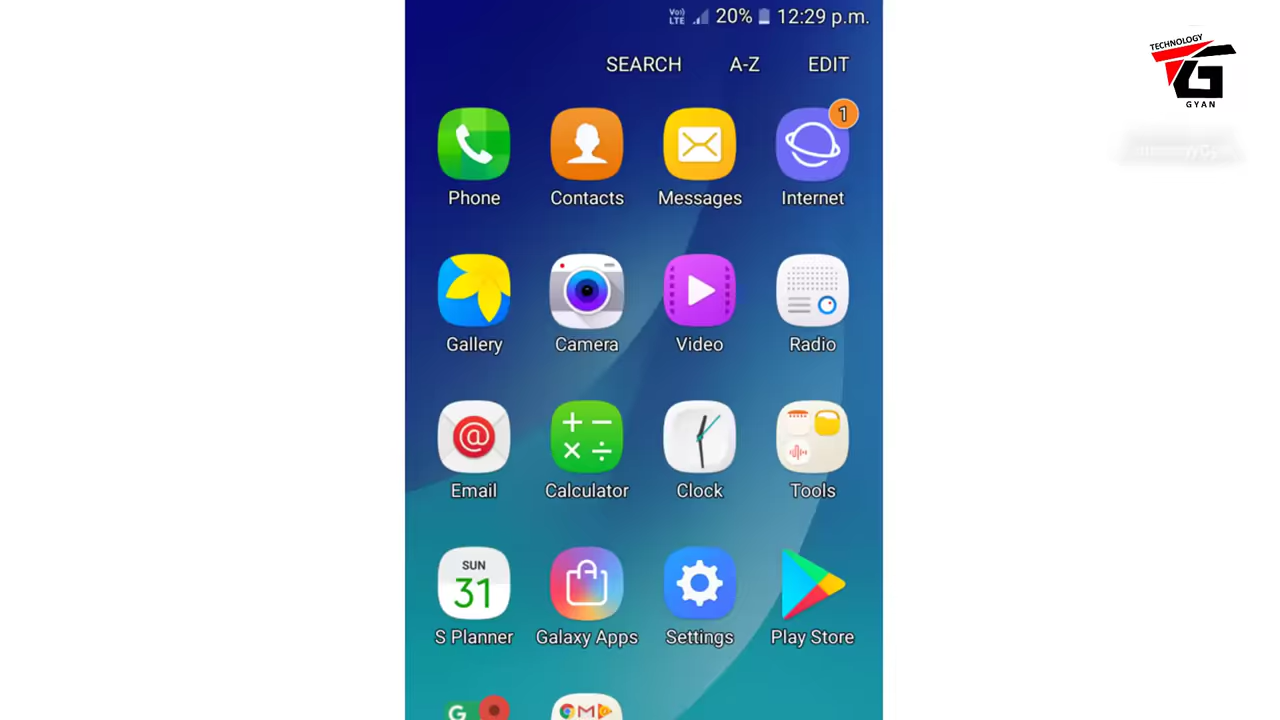 Vo)
LTE 20% 12:29 p.m.
SEARCH A-Z EDIT
TECHNOLOGY
TG
GYAN
1
Phone Contacts Messages Internet
Gallery Camera Video Radio
@
Email Calculator Clock Tools
SUN
31
S Planner Galaxy Apps Settings Play Store
G M